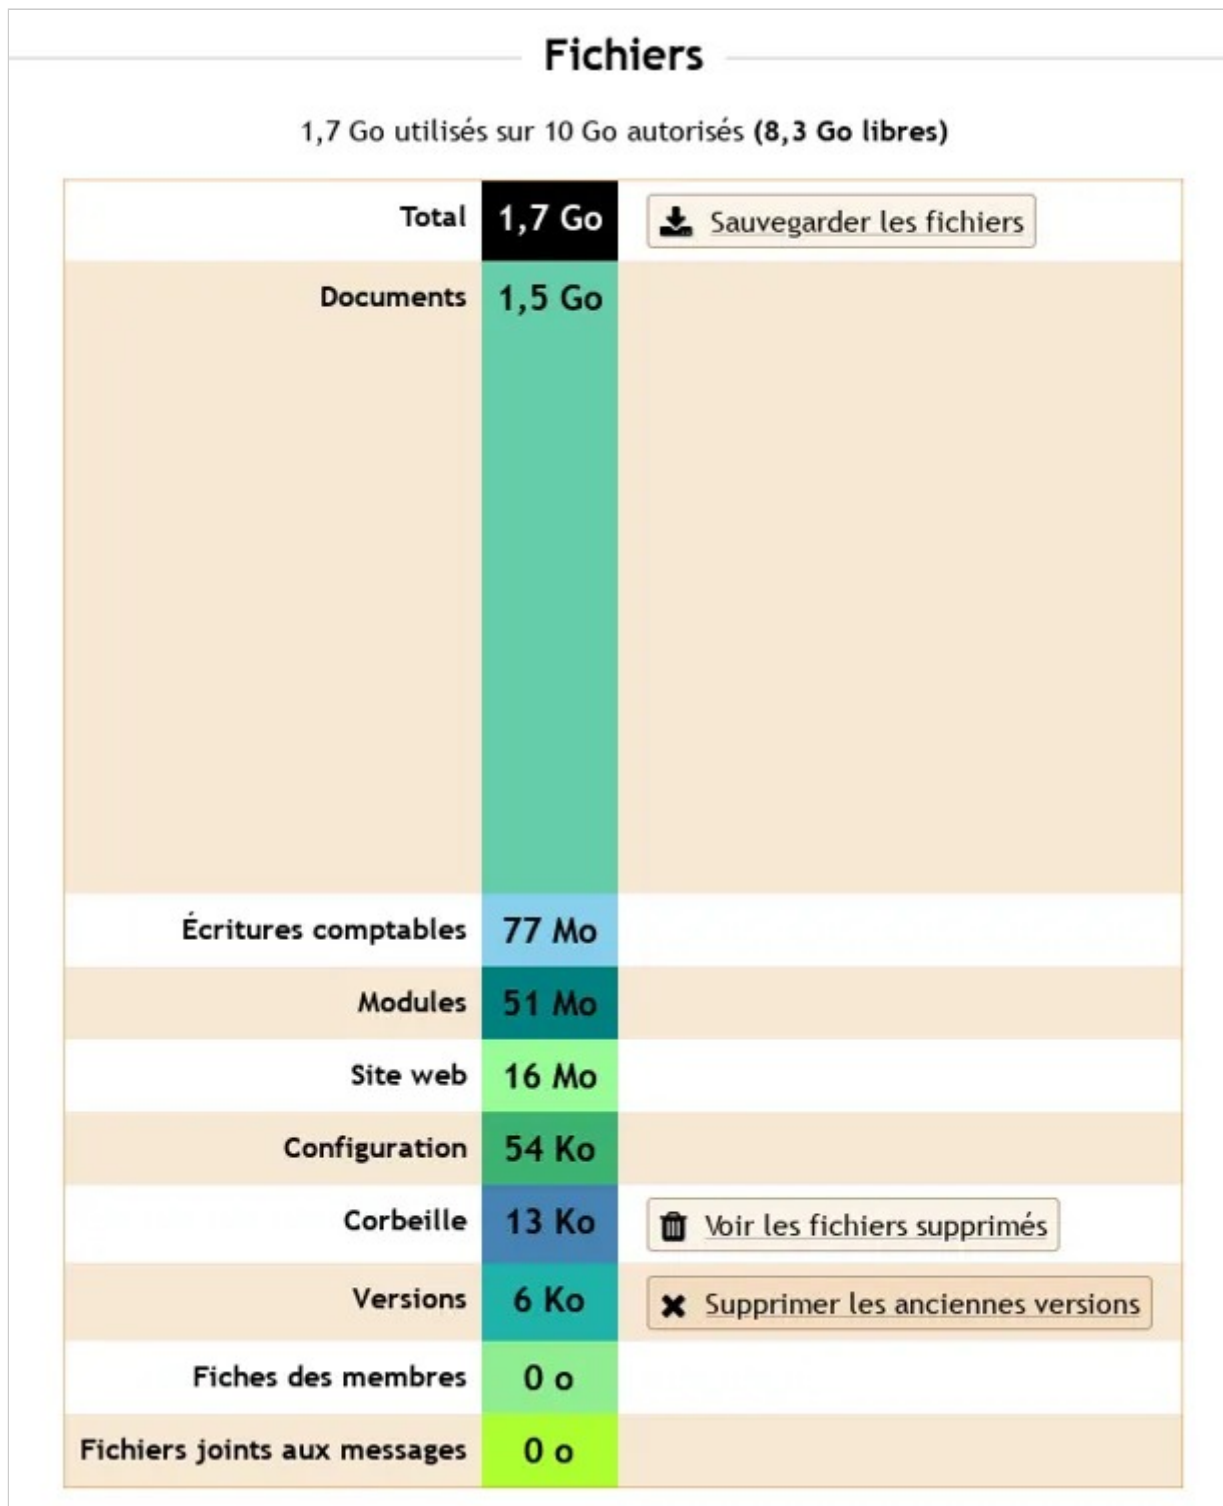 Fichiers
1,7 Go utilisés sur 10 Go autorisés (8,3 Go libres)
Total 1,7 Go Sauvegarder les fichiers
Documents 1,5 Go
Écritures comptables 77 Mo
Modules 51 Mo
Site web 16 Mo
Configuration 54 Ko
Corbeille 13 Ko Voir les fichiers supprimés
Versions 6 Ko Supprimer les anciennes versions
Fiches des membres 0 o
Fichiers joints aux messages 0 o